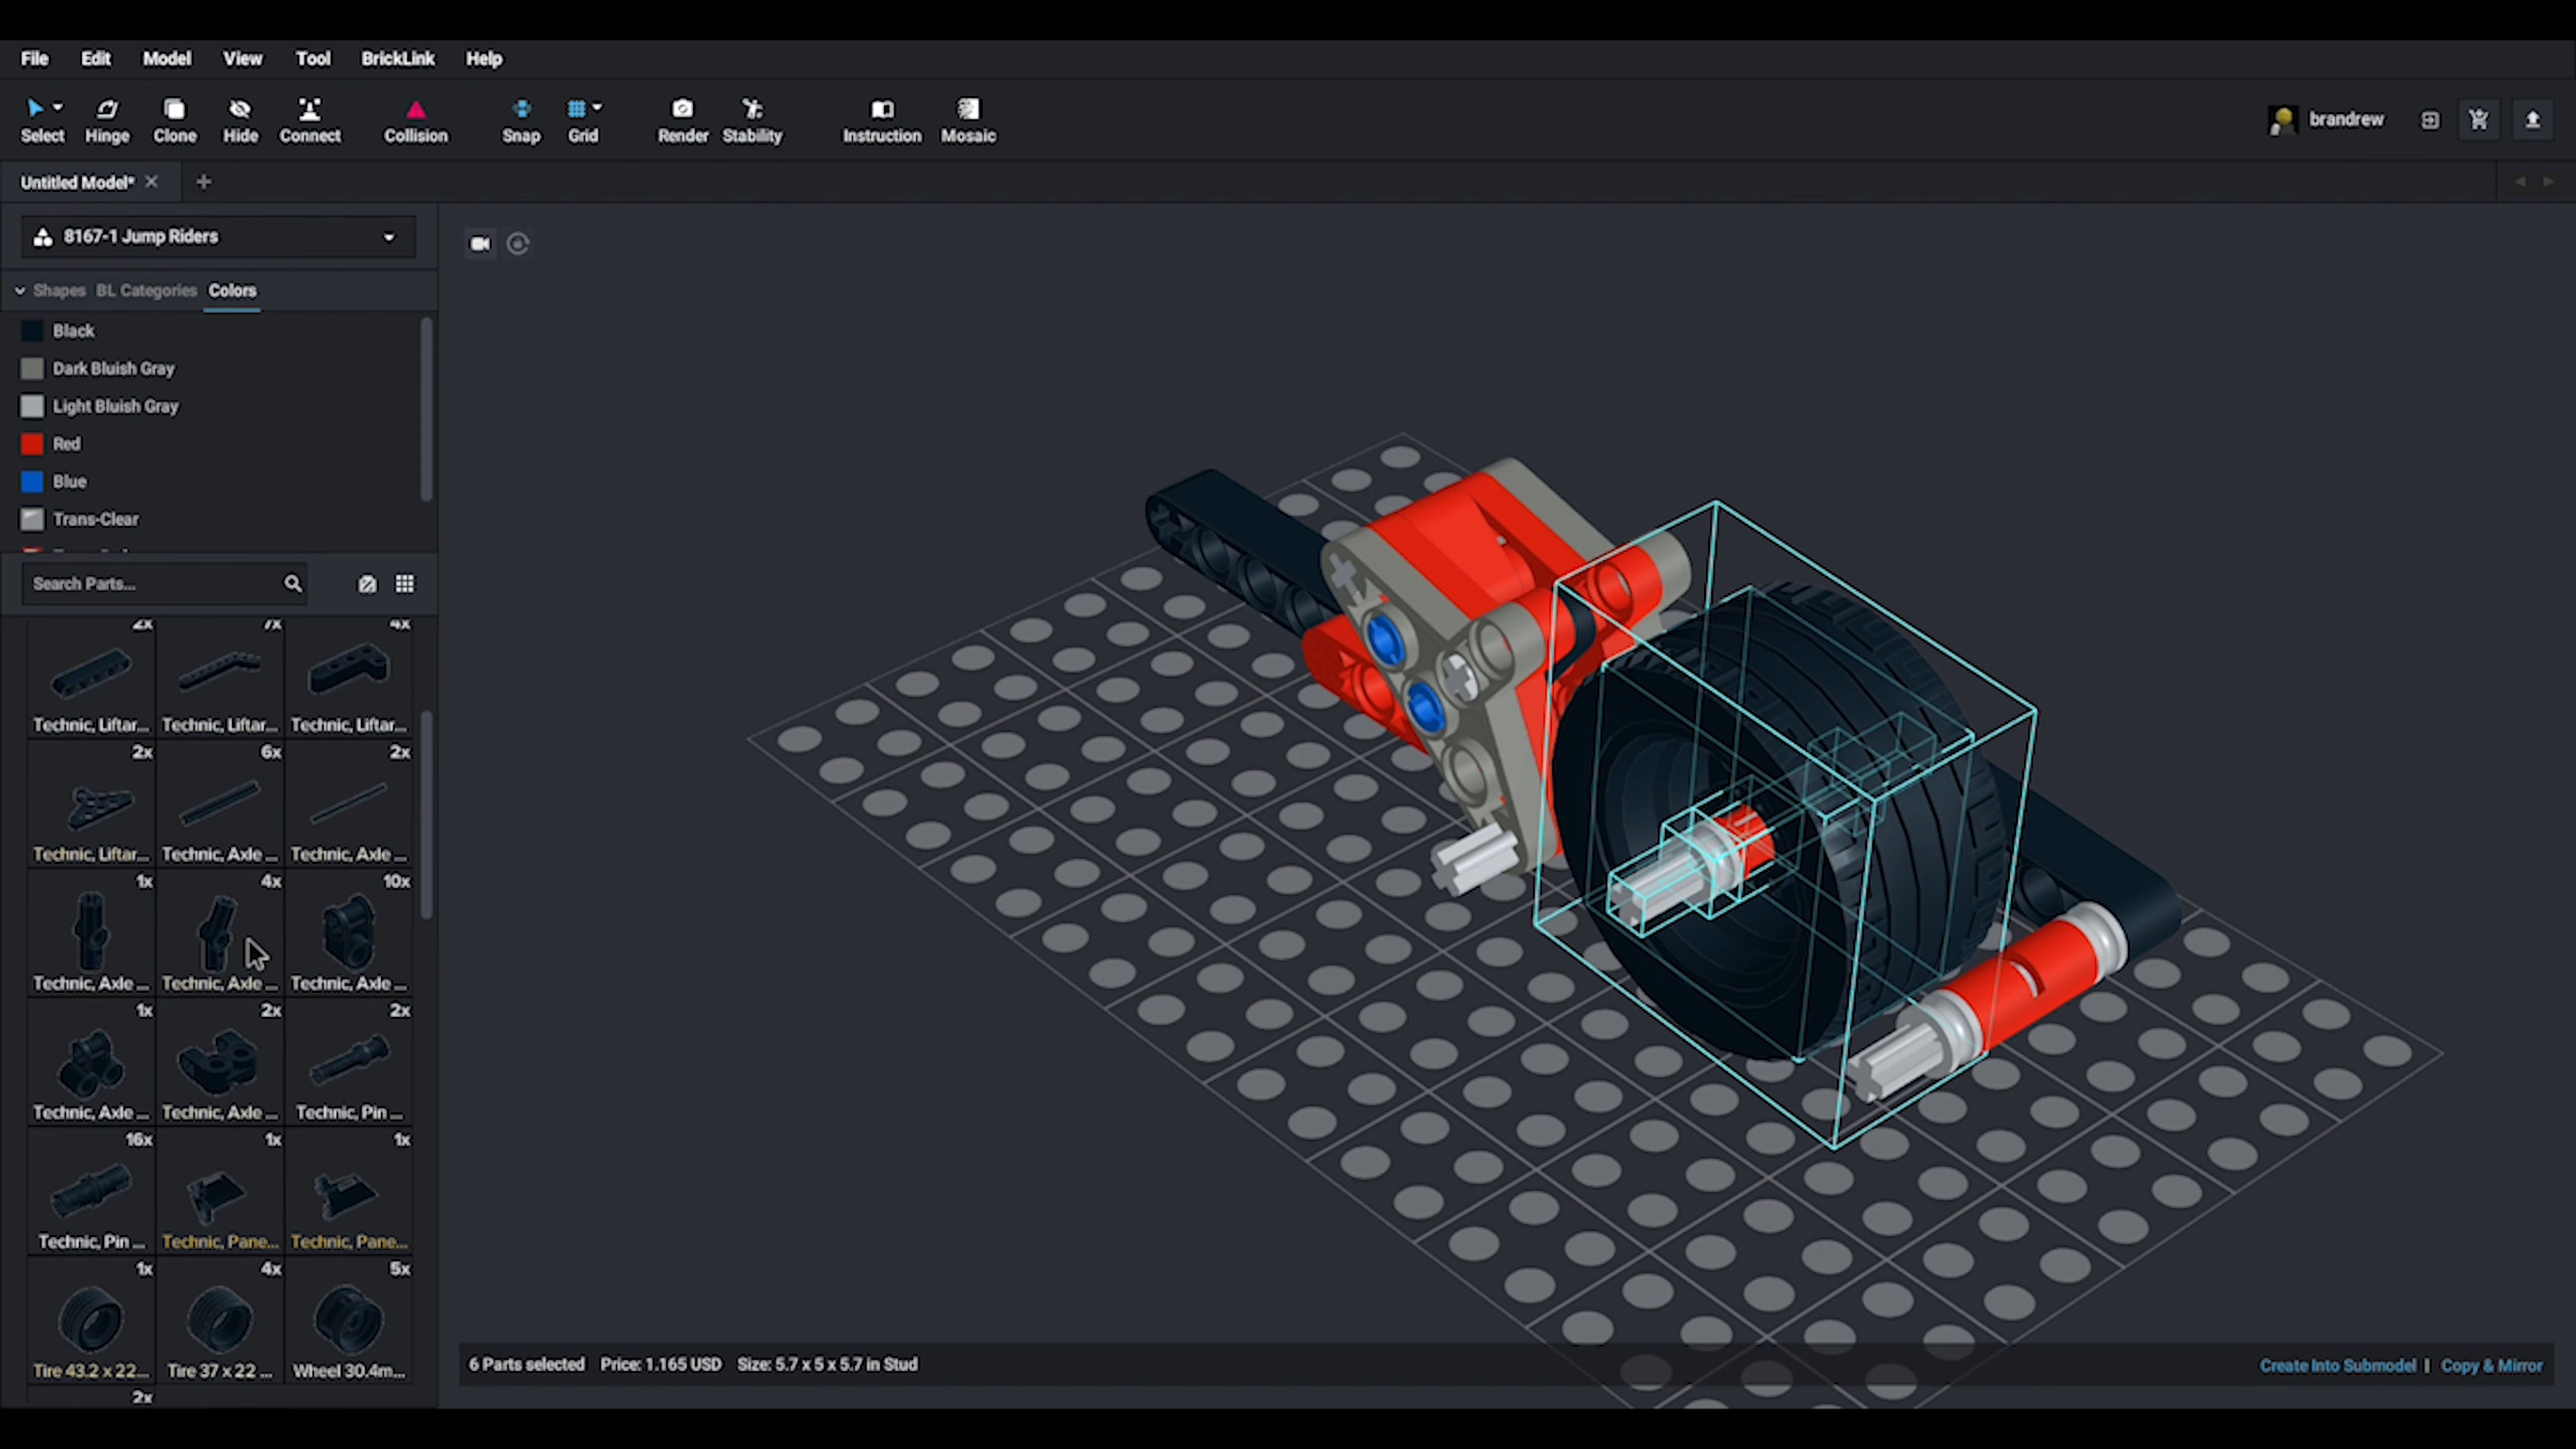 File Edit Model View Tool BrickLink Help
Select Hinge Clone Hide Connect Collision Snap Grid Render Stability Instruction Mosaic
brandrew
Untitled Model*
8167-1 Jump Riders
Shapes BL Categories Colors
Black
Dark Bluish Gray
Light Bluish Gray
Red
Blue
Trans-Clear
Search Parts...
2x 7x 4x
Technic, Liftar... Technic, Liftar... Technic, Liftar...
2x 6x 2x
Technic, Liftar... Technic, Axle ... Technic, Axle ...
1x 4x 10x
Technic, Axle ... Technic, Axle ... Technic, Axle ...
1x 2x 2x
Technic, Axle ... Technic, Axle ... Technic, Pin ...
16x 1x 1x
Technic, Pin ... Technic, Pane... Technic, Pane...
1x 4x 5x
Tire 43.2 x 22... Tire 37 x 22 ... Wheel 30.4m...
2x
6 Parts selected Price: 1.165 USD Size: 5.7 x 5 x 5.7 in Stud
Create Into Submodel | Copy & Mirror